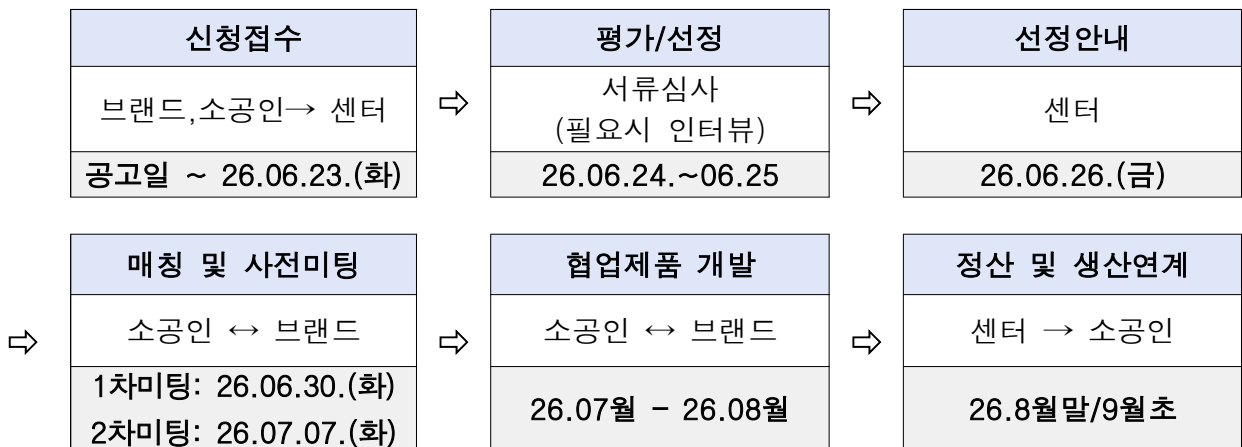 신청접수
평가/선정
선정안내
브랜드,소공인→ 센터
⇨
서류심사
(필요시 인터뷰)
⇨
센터
공고일 ~ 26.06.23.(화)
26.06.24.~06.25
26.06.26.(금)
매칭 및 사전미팅
협업제품 개발
정산 및 생산연계
⇨
소공인 ↔ 브랜드
⇨
소공인 ↔ 브랜드
⇨
센터 → 소공인
1차미팅: 26.06.30.(화)
2차미팅: 26.07.07.(화)
26.07월 - 26.08월
26.8월말/9월초